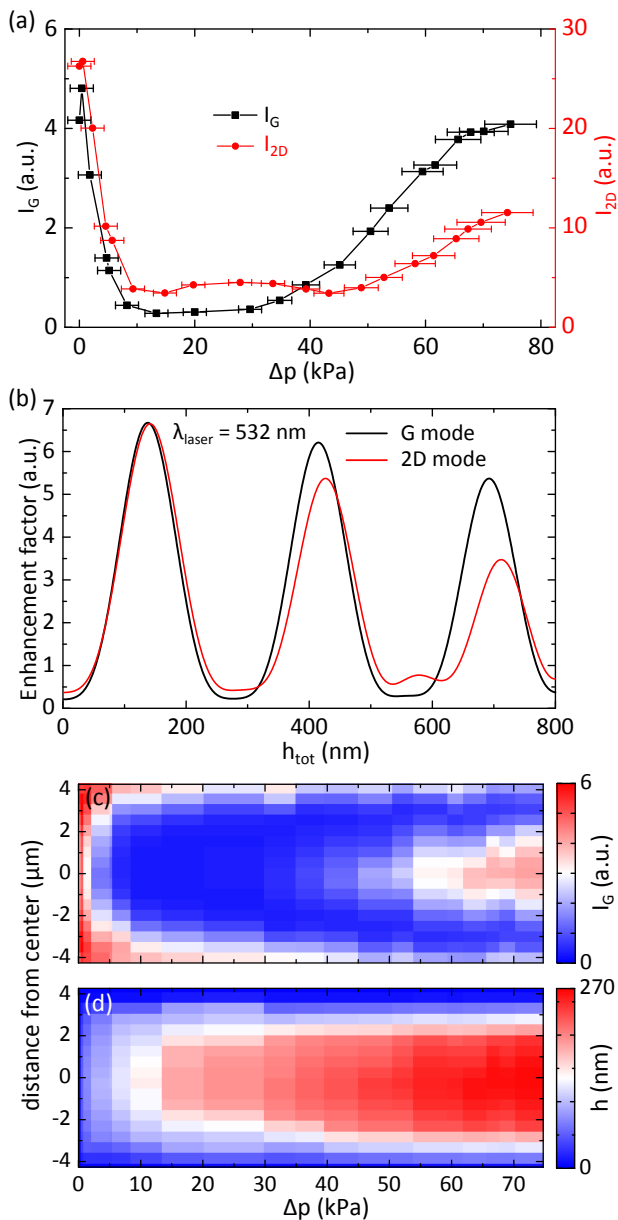 (a)
6
4
2
0
I_G (a.u.)
30
20
10
0
I_2D (a.u.)
I_G
I_2D
0 20 40 60 80
Δp (kPa)
(b)
7
6
5
4
3
2
1
0
Enhancement factor (a.u.)
λ_laser = 532 nm
G mode
2D mode
0 200 400 600 800
h_tot (nm)
(c)
4
2
0
-2
-4
6
0
I_G (a.u.)
distance from center (μm)
(d)
4
2
0
-2
-4
270
0
h (nm)
0 10 20 30 40 50 60 70
Δp (kPa)